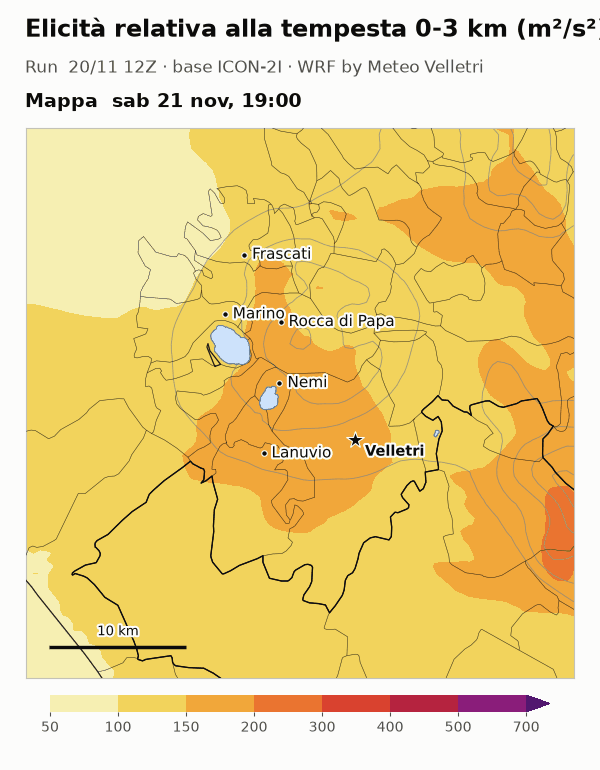 Elicità relativa alla tempesta 0-3 km (m²/s²)
Run  20/11 12Z · base ICON-2I · WRF by Meteo Velletri
Mappa  sab 21 nov, 19:00
Frascati
Marino
Rocca di Papa
Nemi
Velletri
Lanuvio
10 km
50 100 150 200 300 400 500 700